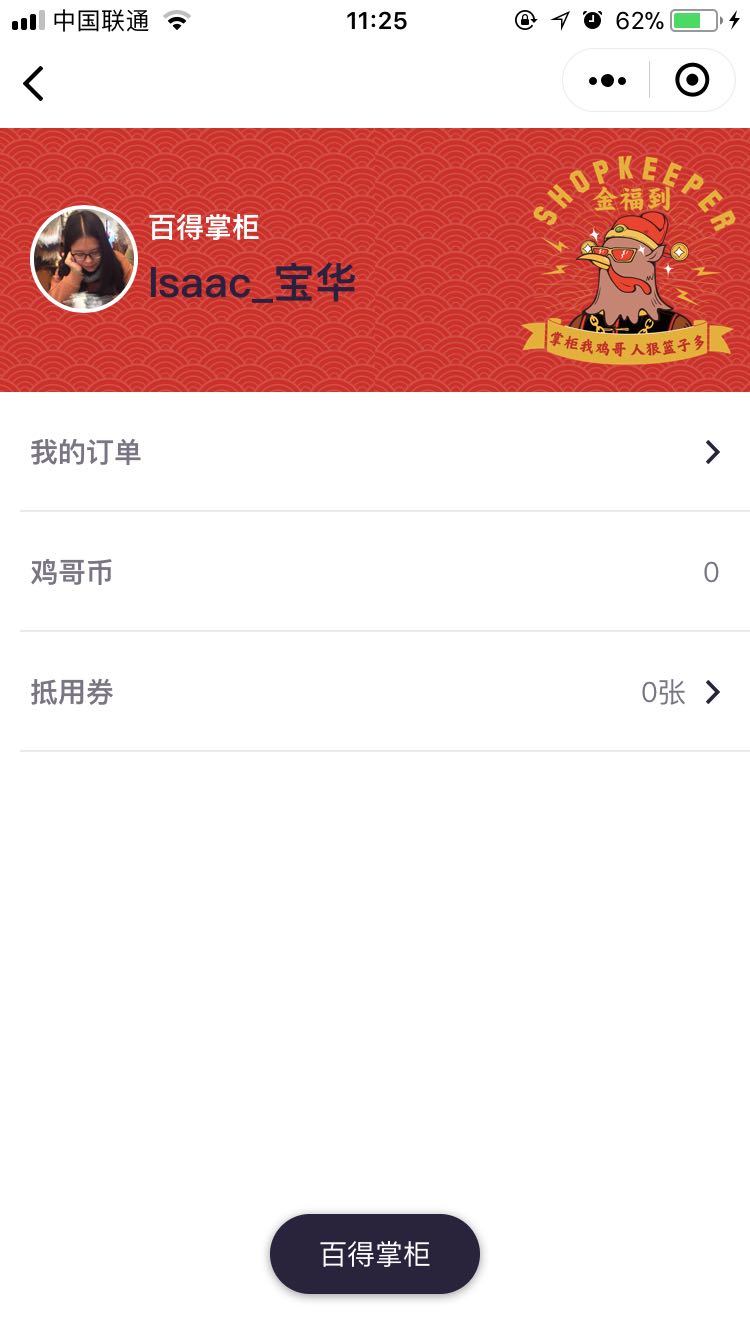 中国联通
11:25
62%
SHOPKEEPER
金福到
百得掌柜
Isaac_宝华
掌柜我鸡哥 人狠篮子多
我的订单
鸡哥币
0
抵用券
0张
百得掌柜